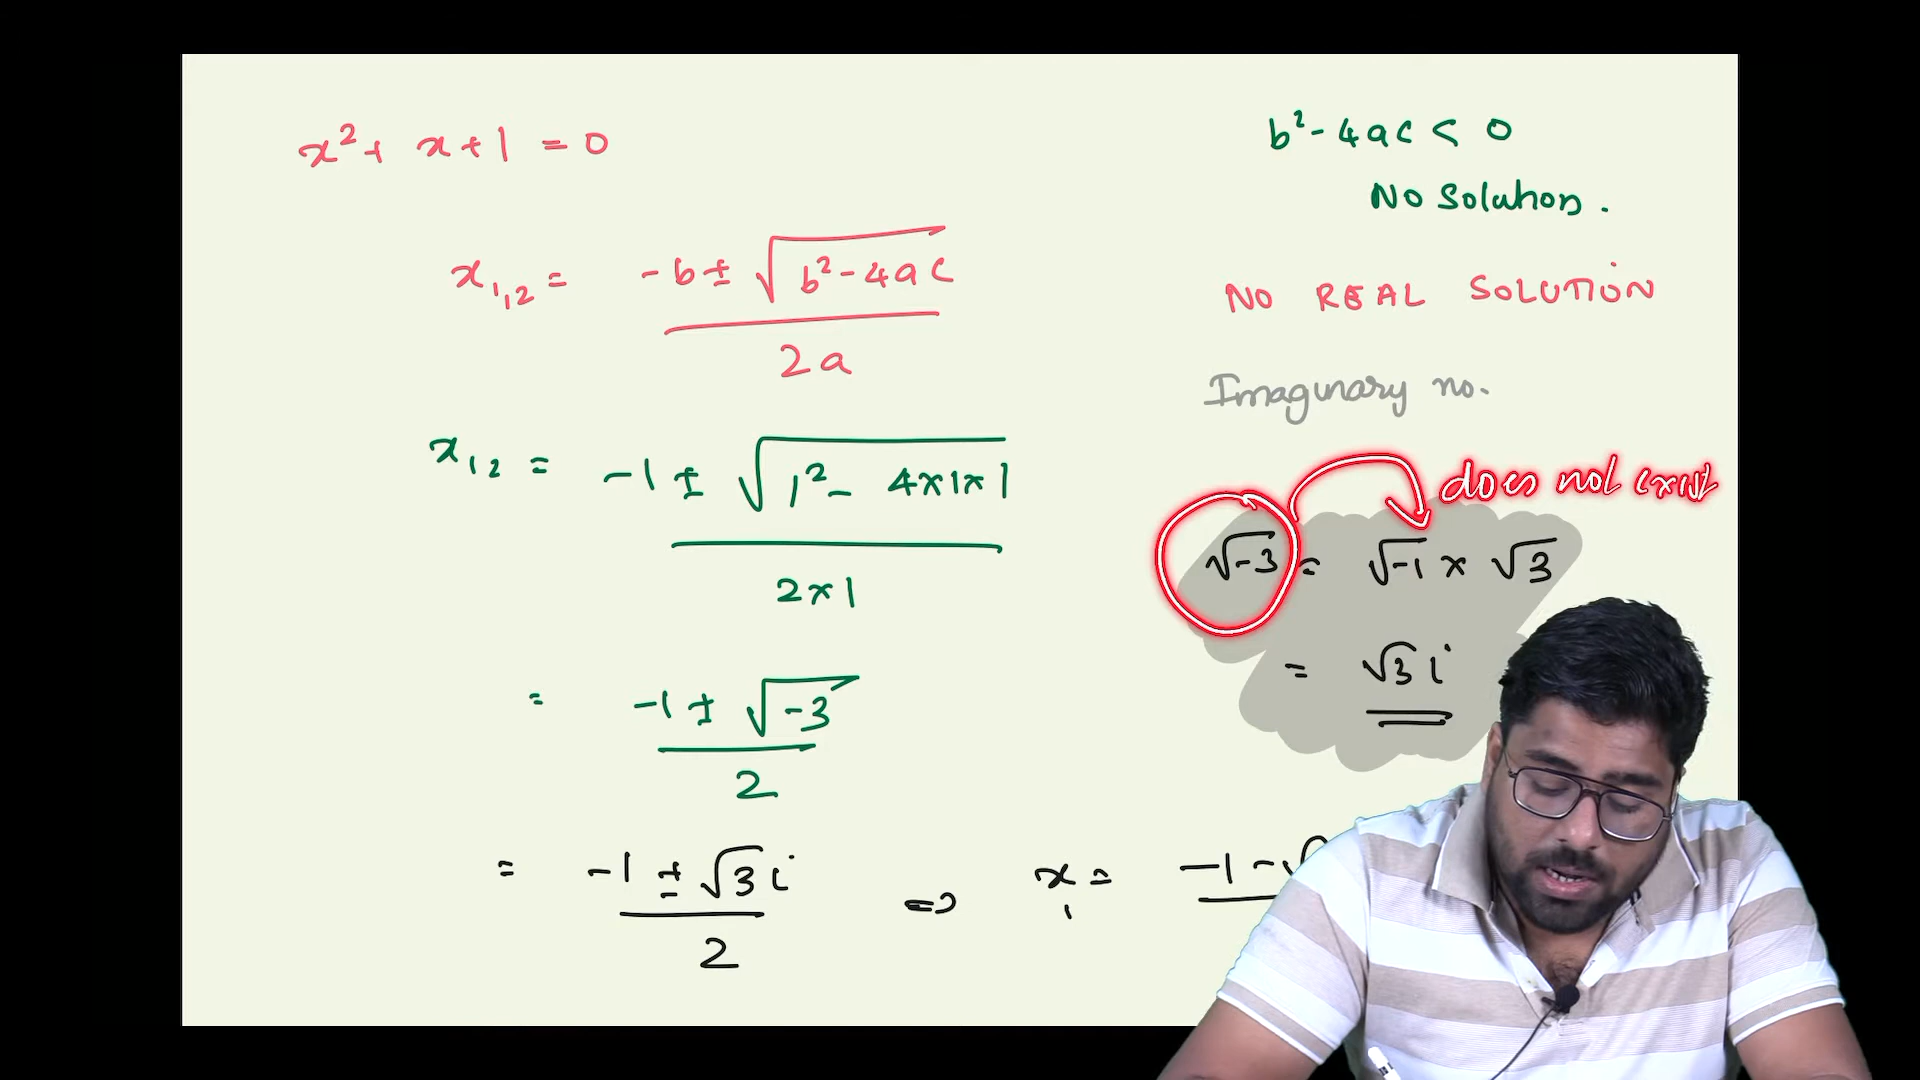 x² + x + 1 = 0
x₁,₂ = -b ± √(b² - 4ac)
2a
x₁₂ = -1 ± √(1² - 4×1×1)
2×1
= -1 ± √-3
2
= -1 ± √3 i
2
⇒ x₁ = -1 - √
b² - 4ac < 0
No Solution.
NO REAL SOLUTION
Imaginary no.
does not exist
√-3 = √-1 × √3
= √3 i